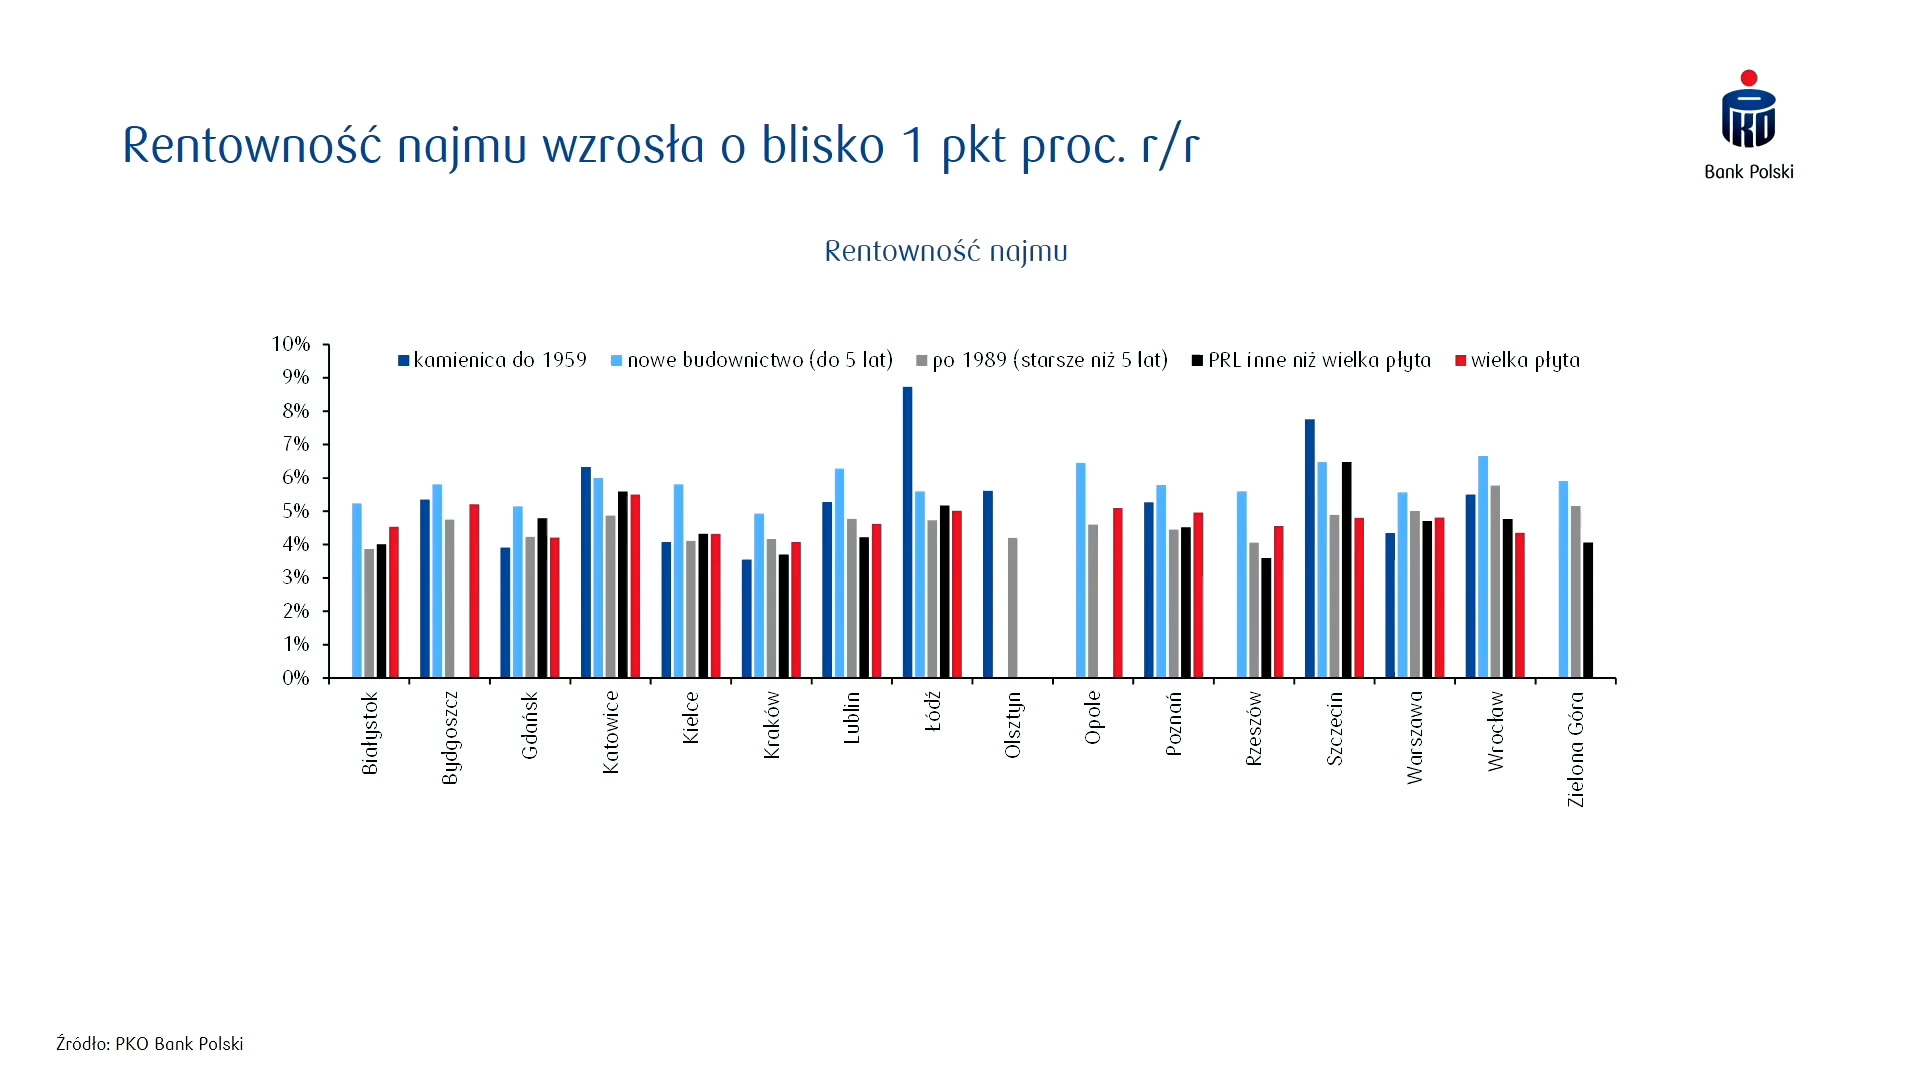 Rentowność najmu wzrosła o blisko 1 pkt proc. r/r
PKO
Bank Polski
Rentowność najmu
kamienica do 1959 nowe budownictwo (do 5 lat) po 1989 (starsze niż 5 lat) PRL inne niż wielka płyta wielka płyta
10%
9%
8%
7%
6%
5%
4%
3%
2%
1%
0%
Białystok
Bydgoszcz
Gdańsk
Katowice
Kielce
Kraków
Lublin
Łódź
Olsztyn
Opole
Poznań
Rzeszów
Szczecin
Warszawa
Wrocław
Zielona Góra
Źródło: PKO Bank Polski